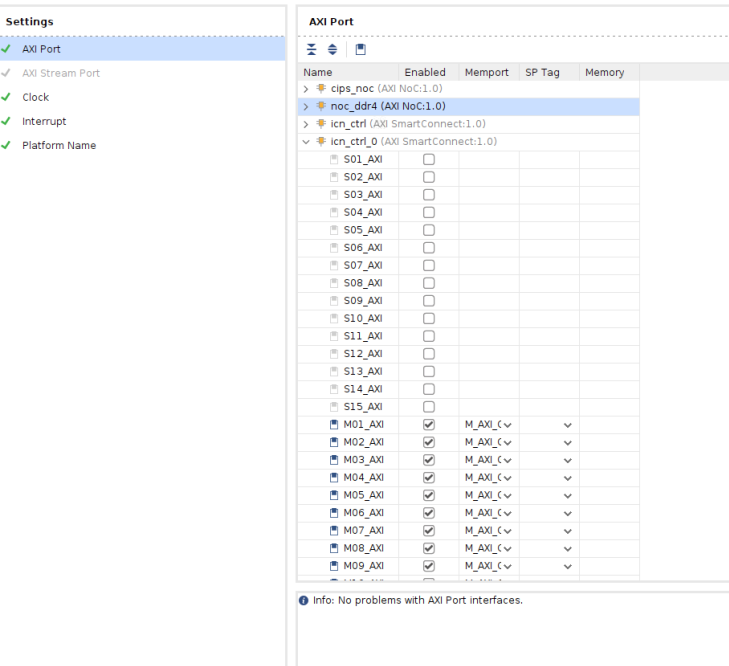 Settings
AXI Port
AXI Stream Port
Clock
Interrupt
Platform Name
AXI Port
Name Enabled Memport SP Tag Memory
cips_noc (AXI NoC:1.0)
noc_ddr4 (AXI NoC:1.0)
icn_ctrl (AXI SmartConnect:1.0)
icn_ctrl_0 (AXI SmartConnect:1.0)
S01_AXI
S02_AXI
S03_AXI
S04_AXI
S05_AXI
S06_AXI
S07_AXI
S08_AXI
S09_AXI
S10_AXI
S11_AXI
S12_AXI
S13_AXI
S14_AXI
S15_AXI
M01_AXI M_AXI_
M02_AXI M_AXI_
M03_AXI M_AXI_
M04_AXI M_AXI_
M05_AXI M_AXI_
M06_AXI M_AXI_
M07_AXI M_AXI_
M08_AXI M_AXI_
M09_AXI M_AXI_
Info: No problems with AXI Port interfaces.